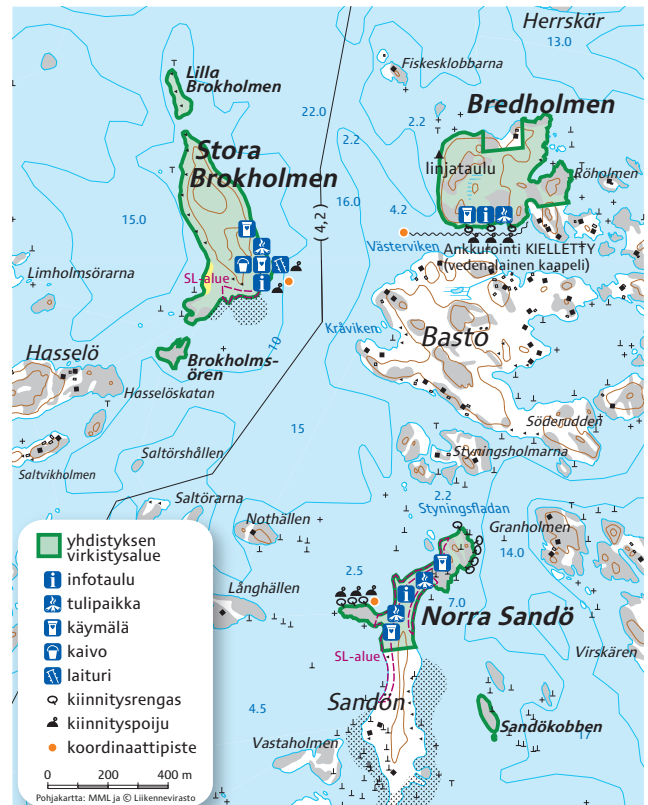 Herrskär
13.0
Fiskesklobbarna
Lilla
Brokholmen
Bredholmen
22.0
2.2
2.2
Stora
Brokholmen
linjataulu
Röholmen
16.0
4.2
15.0
4,2
Västerviken
Ankkurointi KIELLETTY
(vedenalainen kaapeli)
Limholmsörarna
SL-alue
Kråviken
Bastö
10
Hasselö
Brokholms-
ören
Hasselöskatan
15
Söderudden
Saltörshållen
Styningsholmarna
Saltvikholmen
Saltörarna
2.2
Styningsfladan
Nothällen
Granholmen
14.0
yhdistyksen
virkistysalue
infotaulu
tulipaikka
käymälä
kaivo
laituri
kiinnitysrengas
kiinnityspoiju
koordinaattipiste
0 200 400 m
Pohjakartta: MML ja © Liikennevirasto
2.5
Långhällen
7.0
Norra Sandö
Virskären
SL-alue
Sandön
4.5
Sandökobben
17
Vastaholmen